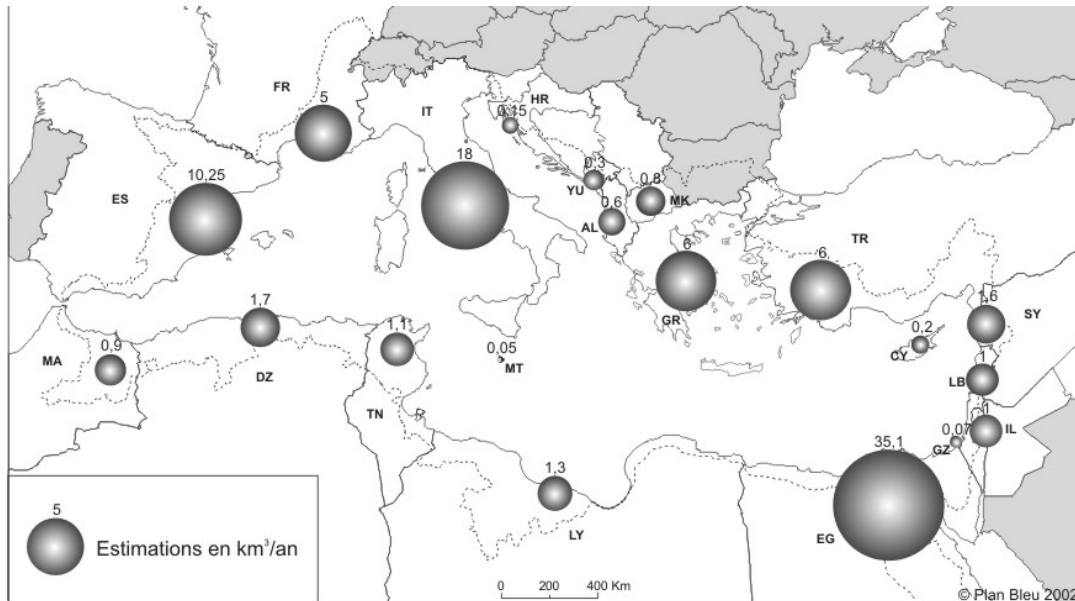 FR
5
IT
HR
0,15
18
ES
10,25
0,3
YU
0,8
MK
0,6
AL
TR
6
6
GR
1,6
SY
0,2
CY
1
LB
1
IL
0,07
GZ
MA
0,9
1,7
DZ
1,1
TN
0,05
MT
1,3
LY
35,1
EG
5
Estimations en km³/an
0 200 400 Km
© Plan Bleu 2002